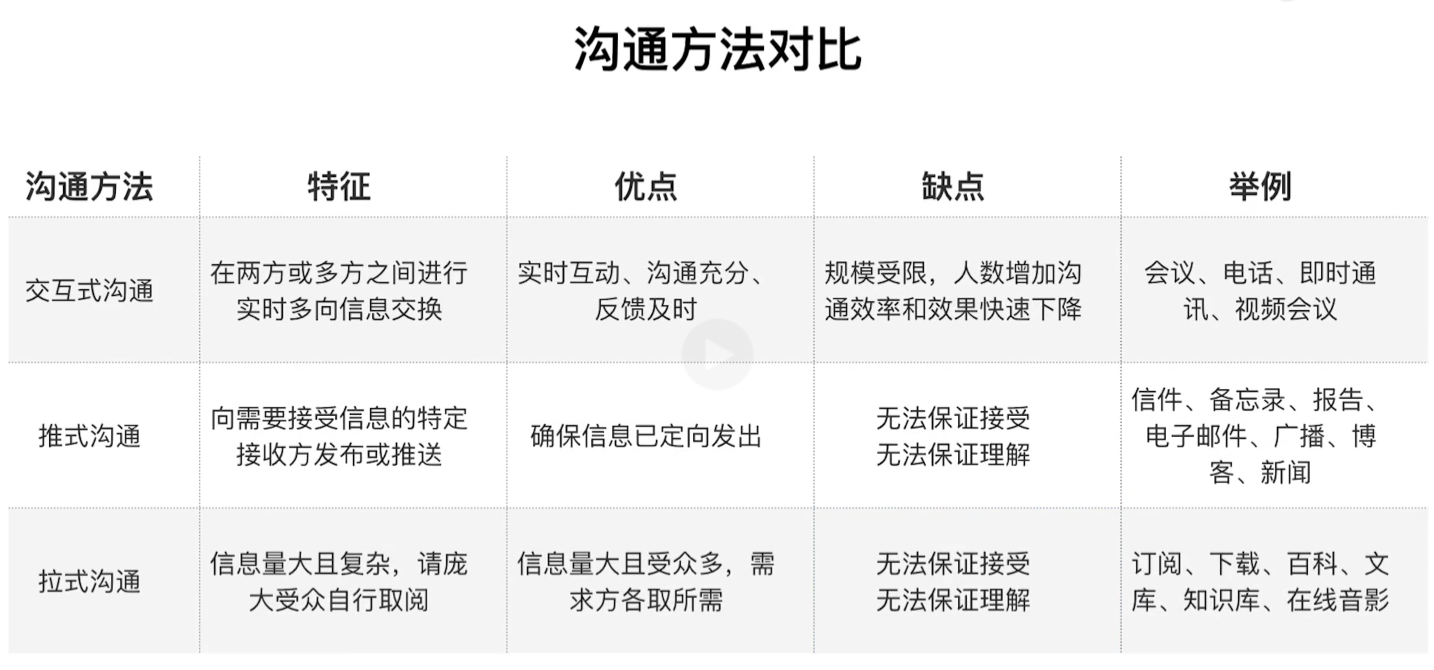 沟通方法对比
沟通方法 特征 优点 缺点 举例
交互式沟通
在两方或多方之间进行
实时多向信息交换
实时互动、沟通充分、
反馈及时
规模受限，人数增加沟
通效率和效果快速下降
会议、电话、即时通
讯、视频会议
推式沟通
向需要接受信息的特定
接收方发布或推送
确保信息已定向发出
无法保证接受
无法保证理解
信件、备忘录、报告、
电子邮件、广播、博
客、新闻
拉式沟通
信息量大且复杂，请庞
大受众自行取阅
信息量大且受众多，需
求方各取所需
无法保证接受
无法保证理解
订阅、下载、百科、文
库、知识库、在线音影